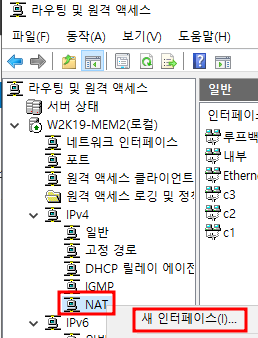 라우팅 및 원격 액세스
파일(F) 동작(A) 보기(V) 도움말(H)
라우팅 및 원격 액세스
서버 상태
W2K19-MEM2(로컬)
네트워크 인터페이스
포트
원격 액세스 클라이언트
원격 액세스 로깅 및 정책
IPv4
일반
고정 경로
DHCP 릴레이 에이전
IGMP
NAT
IPv6
일반
일반
인터페이스
루프백
내부
Ethernet
c3
c2
c1
새 인터페이스(I)...